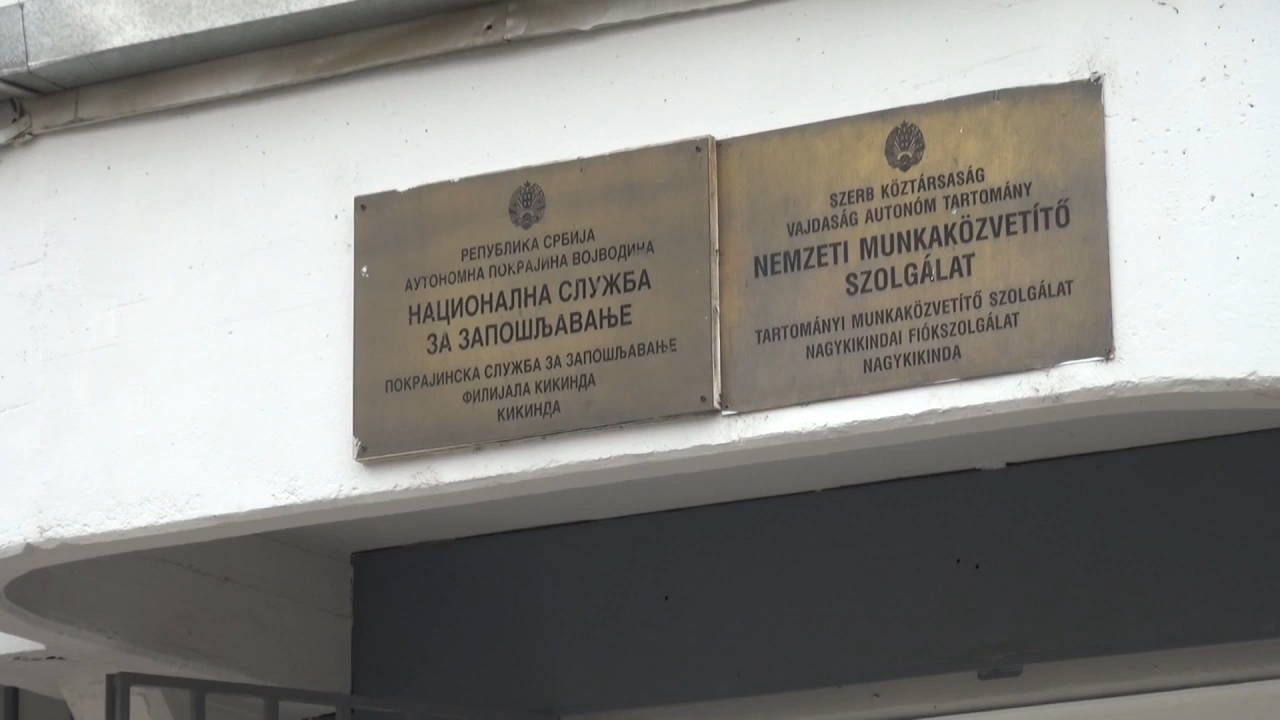 РЕПУБЛИКА СРБИЈА
АУТОНОМНА ПОКРАЈИНА ВОЈВОДИНА
НАЦИОНАЛНА СЛУЖБА
ЗА ЗАПОШЉАВАЊЕ
ПОКРАЈИНСКА СЛУЖБА ЗА ЗАПОШЉАВАЊЕ
ФИЛИЈАЛА КИКИНДА
КИКИНДА
SZERB KÖZTÁRSASÁG
VAJDASÁG AUTONÓM TARTOMÁNY
NEMZETI MUNKAKÖZVETÍTŐ
SZOLGÁLAT
TARTOMÁNYI MUNKAKÖZVETÍTŐ SZOLGÁLAT
NAGYKIKINDAI FIÓKSZOLGÁLAT
NAGYKIKINDA